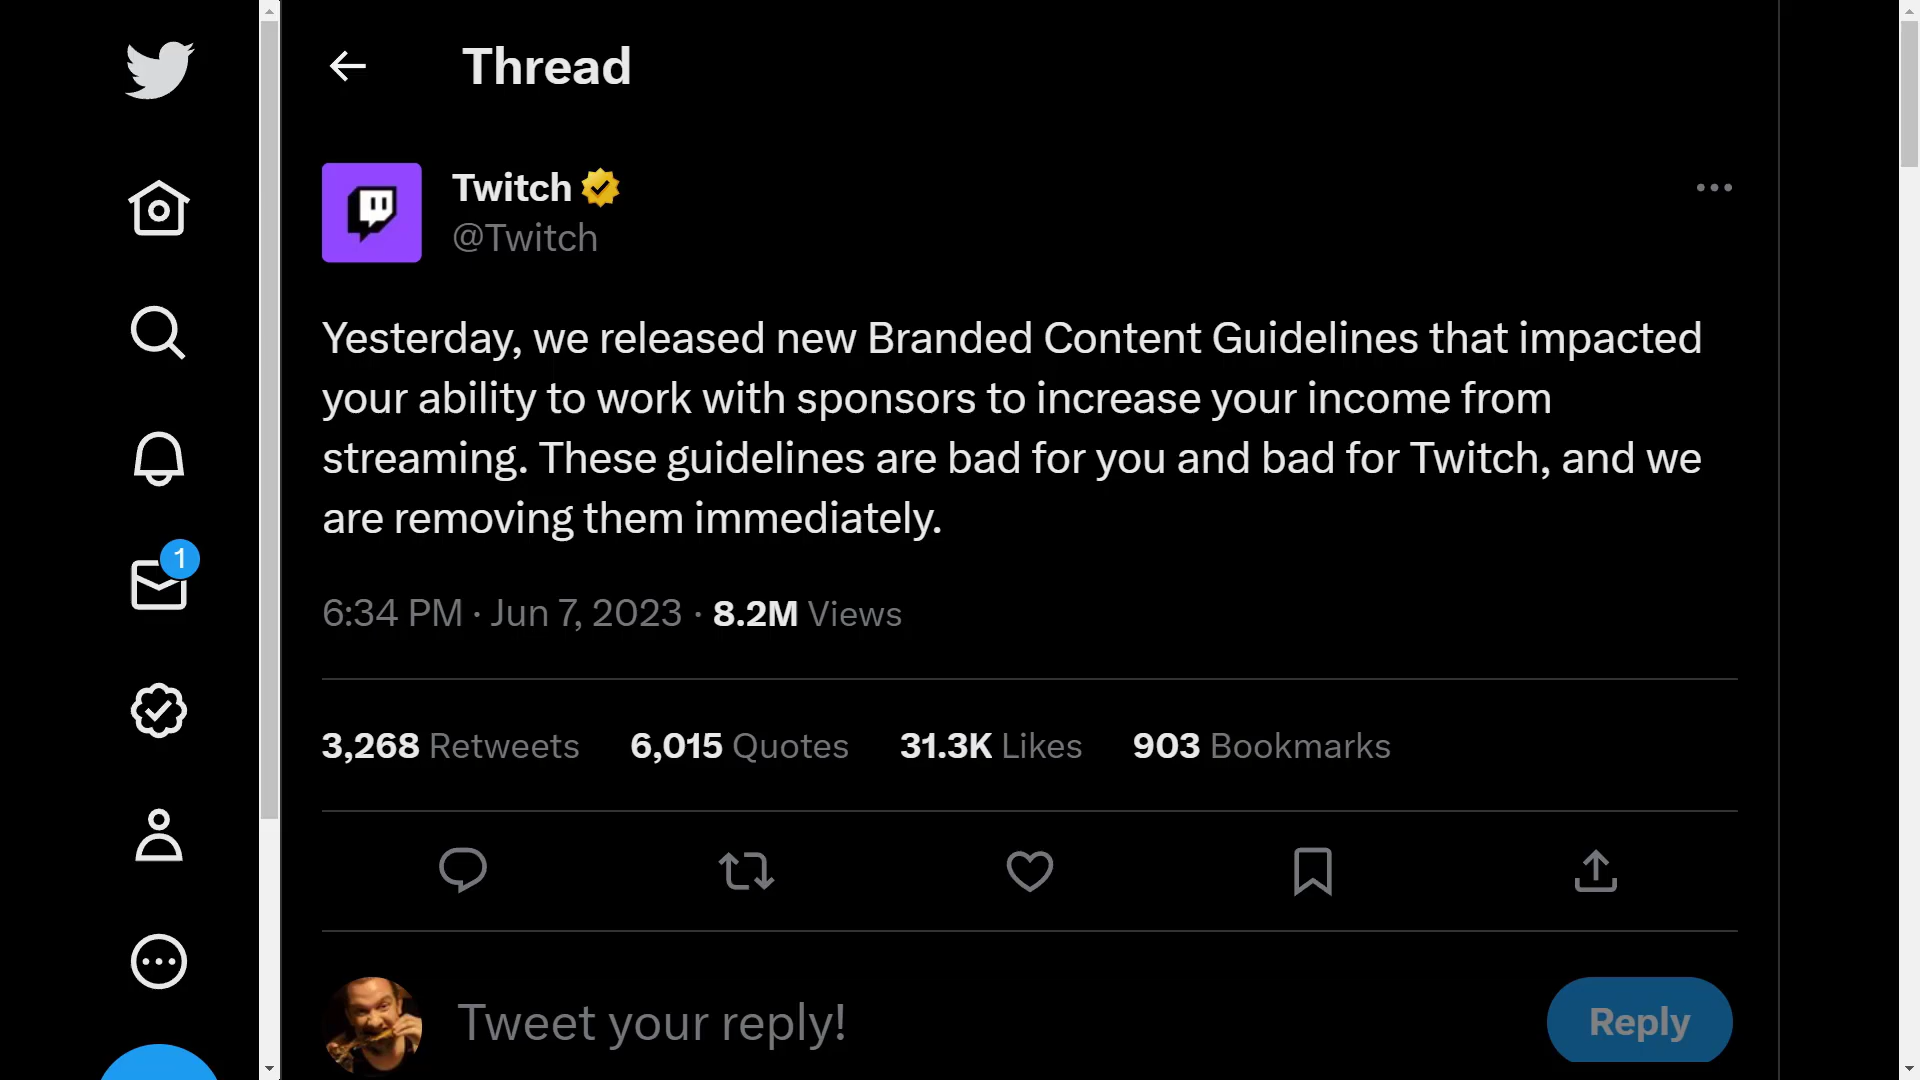 Thread
Twitch
@Twitch
Yesterday, we released new Branded Content Guidelines that impacted
your ability to work with sponsors to increase your income from
streaming. These guidelines are bad for you and bad for Twitch, and we
are removing them immediately.
6:34 PM · Jun 7, 2023 · 8.2M Views
1
3,268 Retweets 6,015 Quotes 31.3K Likes 903 Bookmarks
Tweet your reply!
Reply